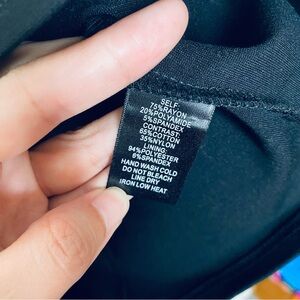 SELF:
75%RAYON
20%POLYAMIDE
5%SPANDEX
CONTRAST:
65%COTTON
35%NYLON
LINING:
94%POLYESTER
6%SPANDEX
HAND WASH COLD
DO NOT BLEACH
LINE DRY
IRON LOW HEAT